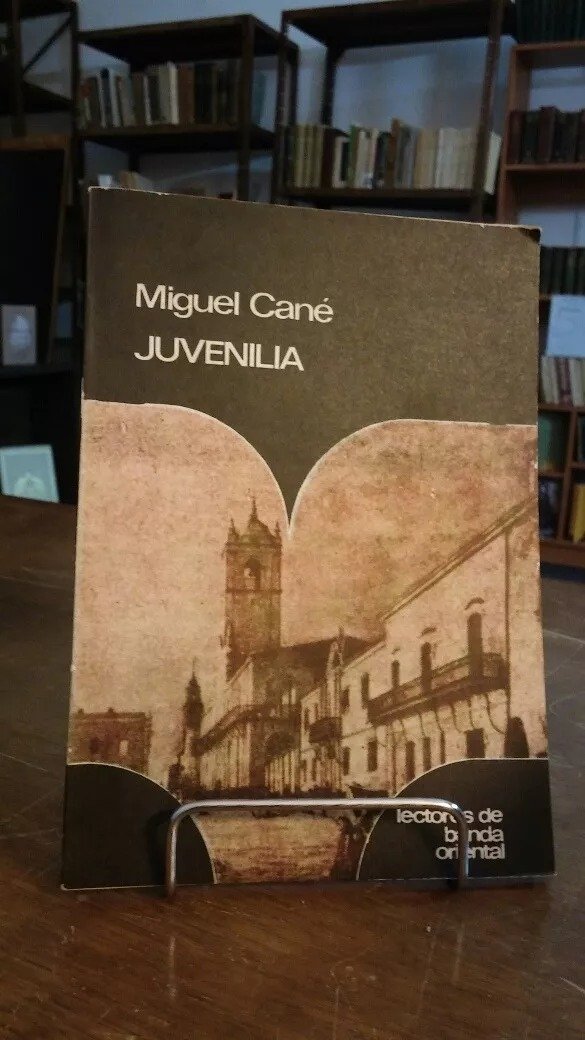 Miguel Cané
JUVENILIA
lectores de
banda
oriental